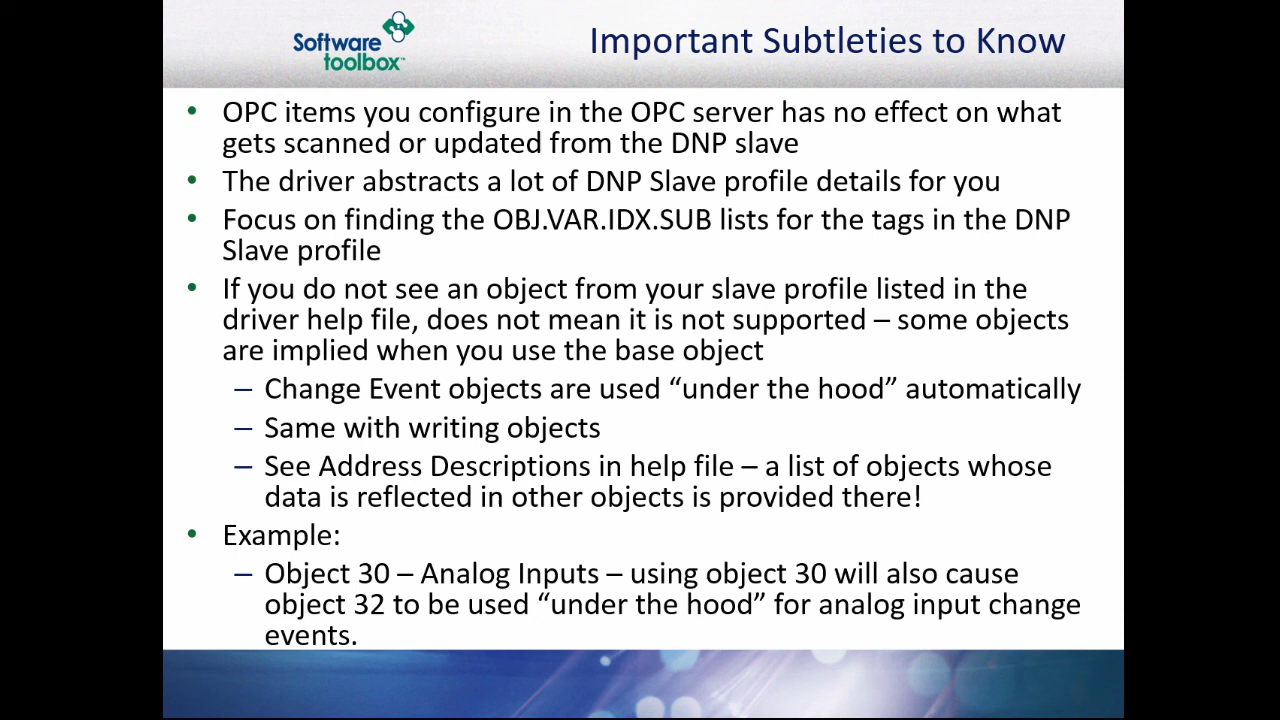 Software
toolbox™
Important Subtleties to Know
• OPC items you configure in the OPC server has no effect on what
gets scanned or updated from the DNP slave
• The driver abstracts a lot of DNP Slave profile details for you
• Focus on finding the OBJ.VAR.IDX.SUB lists for the tags in the DNP
Slave profile
• If you do not see an object from your slave profile listed in the
driver help file, does not mean it is not supported – some objects
are implied when you use the base object
– Change Event objects are used “under the hood” automatically
– Same with writing objects
– See Address Descriptions in help file – a list of objects whose
data is reflected in other objects is provided there!
• Example:
– Object 30 – Analog Inputs – using object 30 will also cause
object 32 to be used “under the hood” for analog input change
events.